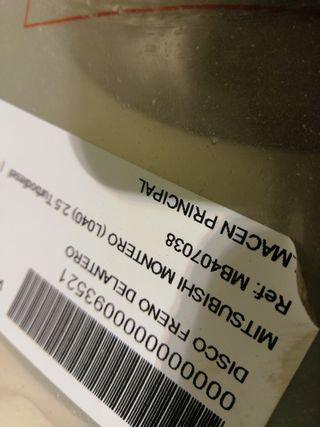 .MACEN PRINCIPAL
Ref: MB407038
MITSUBISHI MONTERO (L040) 2.5 Turbodiesel
DISCO FRENO DELANTERO
0000000000093521